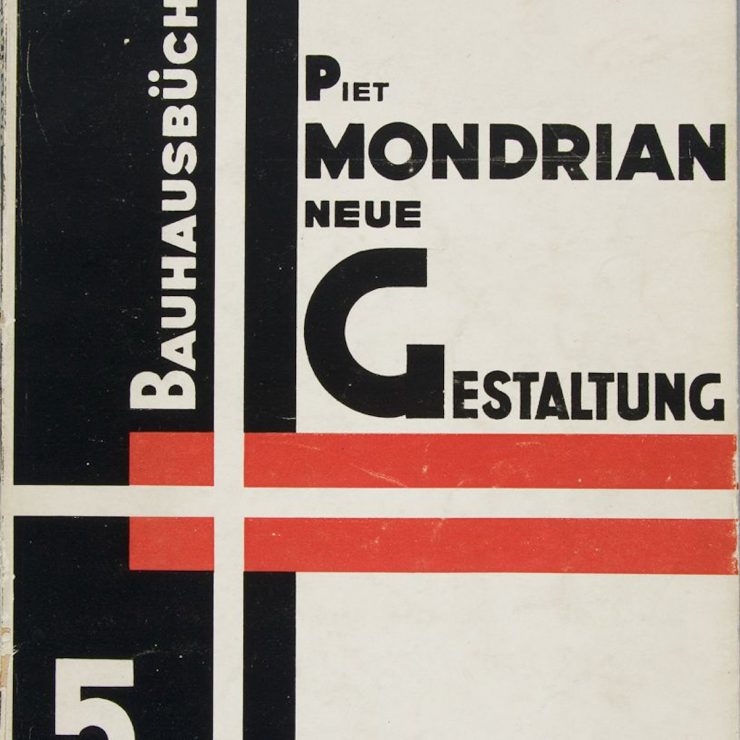 BAUHAUSBÜCH
PIET
MONDRIAN
NEUE
GESTALTUNG
5